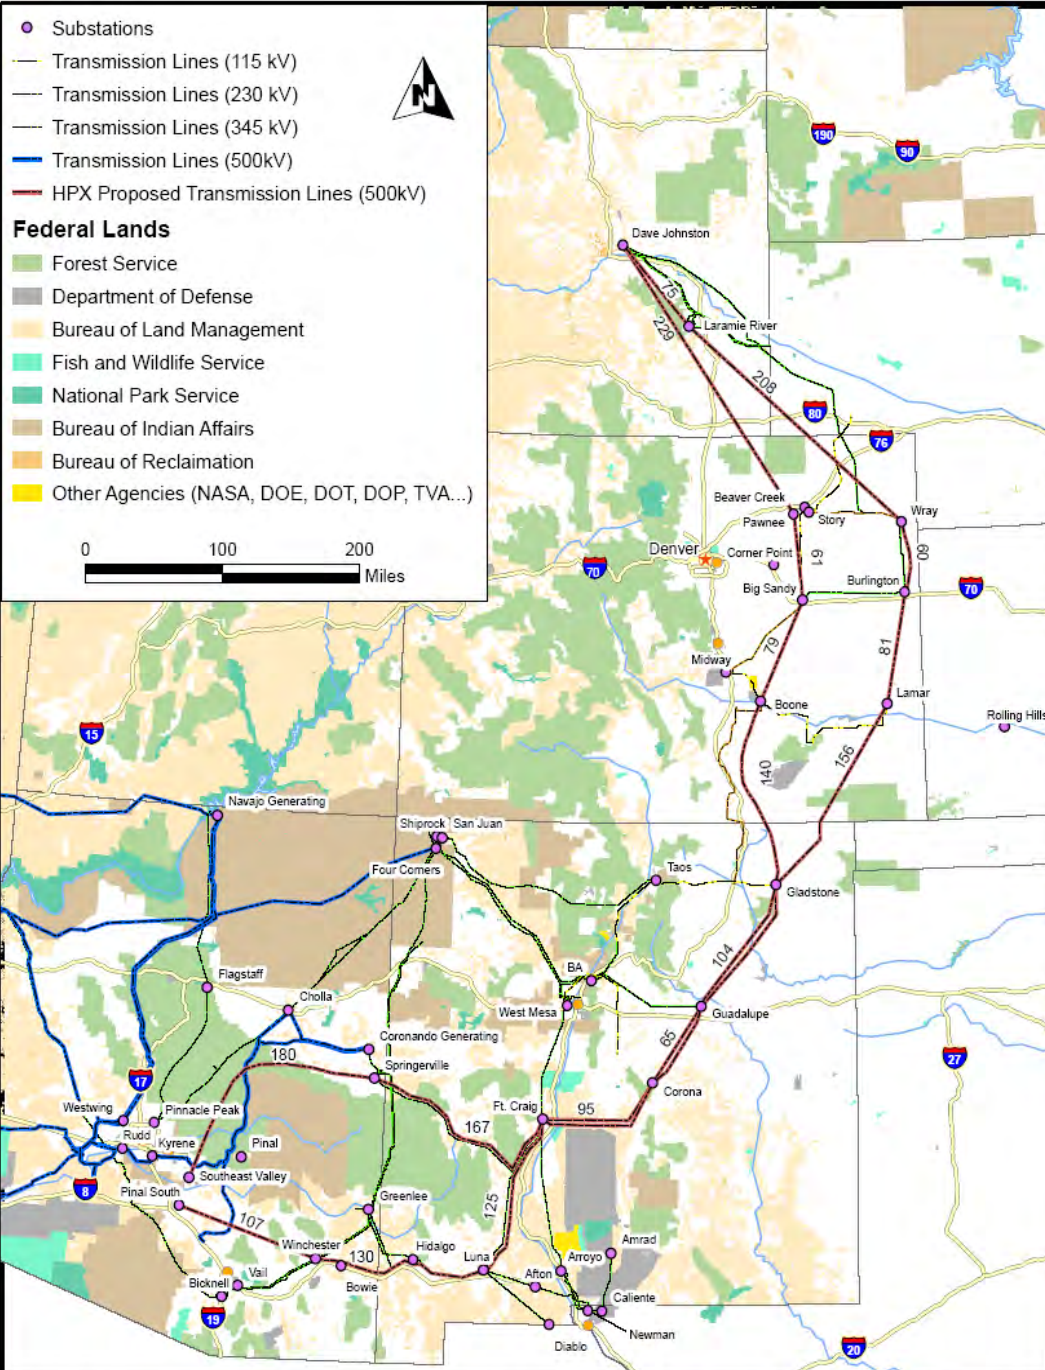 Substations
Transmission Lines (115 kV)
Transmission Lines (230 kV)
Transmission Lines (345 kV)
Transmission Lines (500kV)
HPX Proposed Transmission Lines (500kV)
N
Federal Lands
Forest Service
Department of Defense
Bureau of Land Management
Fish and Wildlife Service
National Park Service
Bureau of Indian Affairs
Bureau of Reclaimation
Other Agencies (NASA, DOE, DOT, DOP, TVA...)
0 100 200
Miles
190
90
Dave Johnston
75
229
Laramie River
208
80
76
Beaver Creek
Pawnee
Story
Wray
Denver
Corner Point
61
60
70
Big Sandy
Burlington
70
79
81
Midway
Boone
Lamar
Rolling Hills
15
140
156
Navajo Generating
Shiprock
San Juan
Four Corners
Taos
Gladstone
104
Flagstaff
BA
Cholla
West Mesa
Guadalupe
Coronando Generating
65
27
180
Springerville
17
Corona
Westwing
Pinnacle Peak
Ft. Craig
95
Rudd
Kyrene
Pinal
167
8
Southeast Valley
Pinal South
Greenlee
125
107
Winchester
130
Hidalgo
Luna
Amrad
Arroyo
Vail
Bowie
Afton
Bicknell
Caliente
19
Newman
Diablo
20